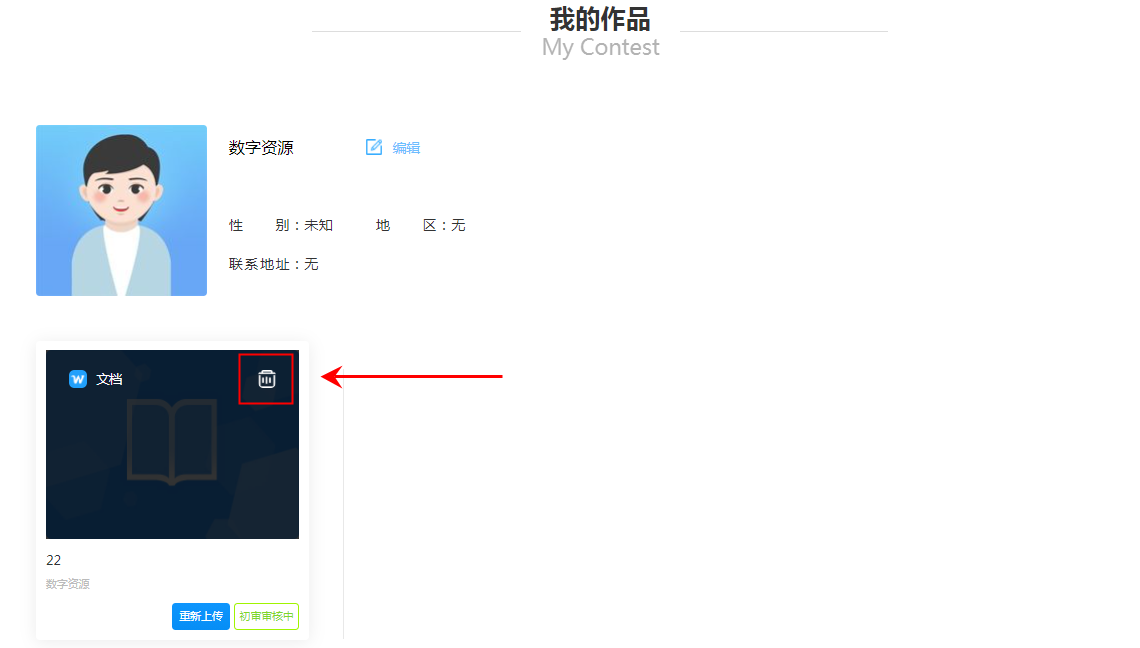 我的作品
My Contest
数字资源 编辑
性 别：未知 地 区：无
联系地址：无
W 文档
22
数字资源
重新上传 初审审核中